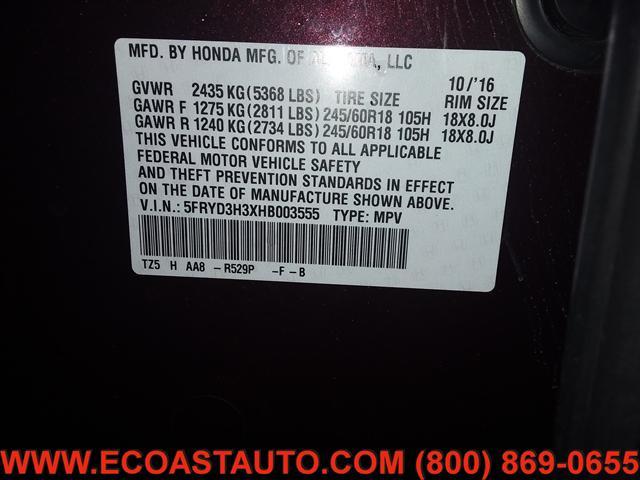 MFD. BY HONDA MFG. OF LLC
10/'16
GVWR 2435 KG(5368 LBS) TIRE SIZE RIM SIZE
GAWR F 1275 KG(2811 LBS) 245/60R18 105H 18X8.0J
GAWR R 1240 KG(2734 LBS) 245/60R18 105H 18X8.0J
THIS VEHICLE CONFORMS TO ALL APPLICABLE
FEDERAL MOTOR VEHICLE SAFETY
AND THEFT PREVENTION STANDARDS IN EFFECT
ON THE DATE OF MANUFACTURE SHOWN ABOVE.
V.I.N.: 5FRYD3H3XHB003555 TYPE: MPV
TZ5 H AA8 - R529P -F-B
WWW.ECOASTAUTO.COM (800) 869-0655